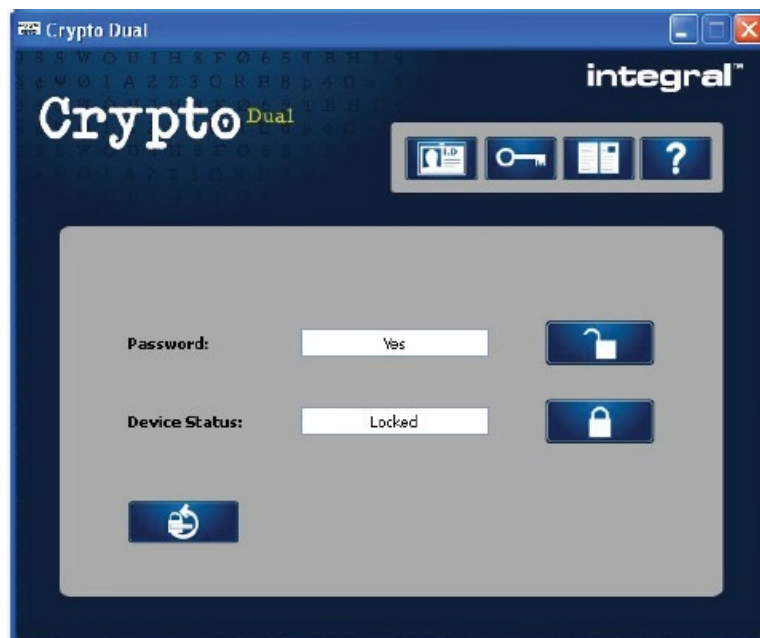 Crypto Dual
integral™
Crypto Dual
I.D
?
Password: Yes
Device Status: Locked